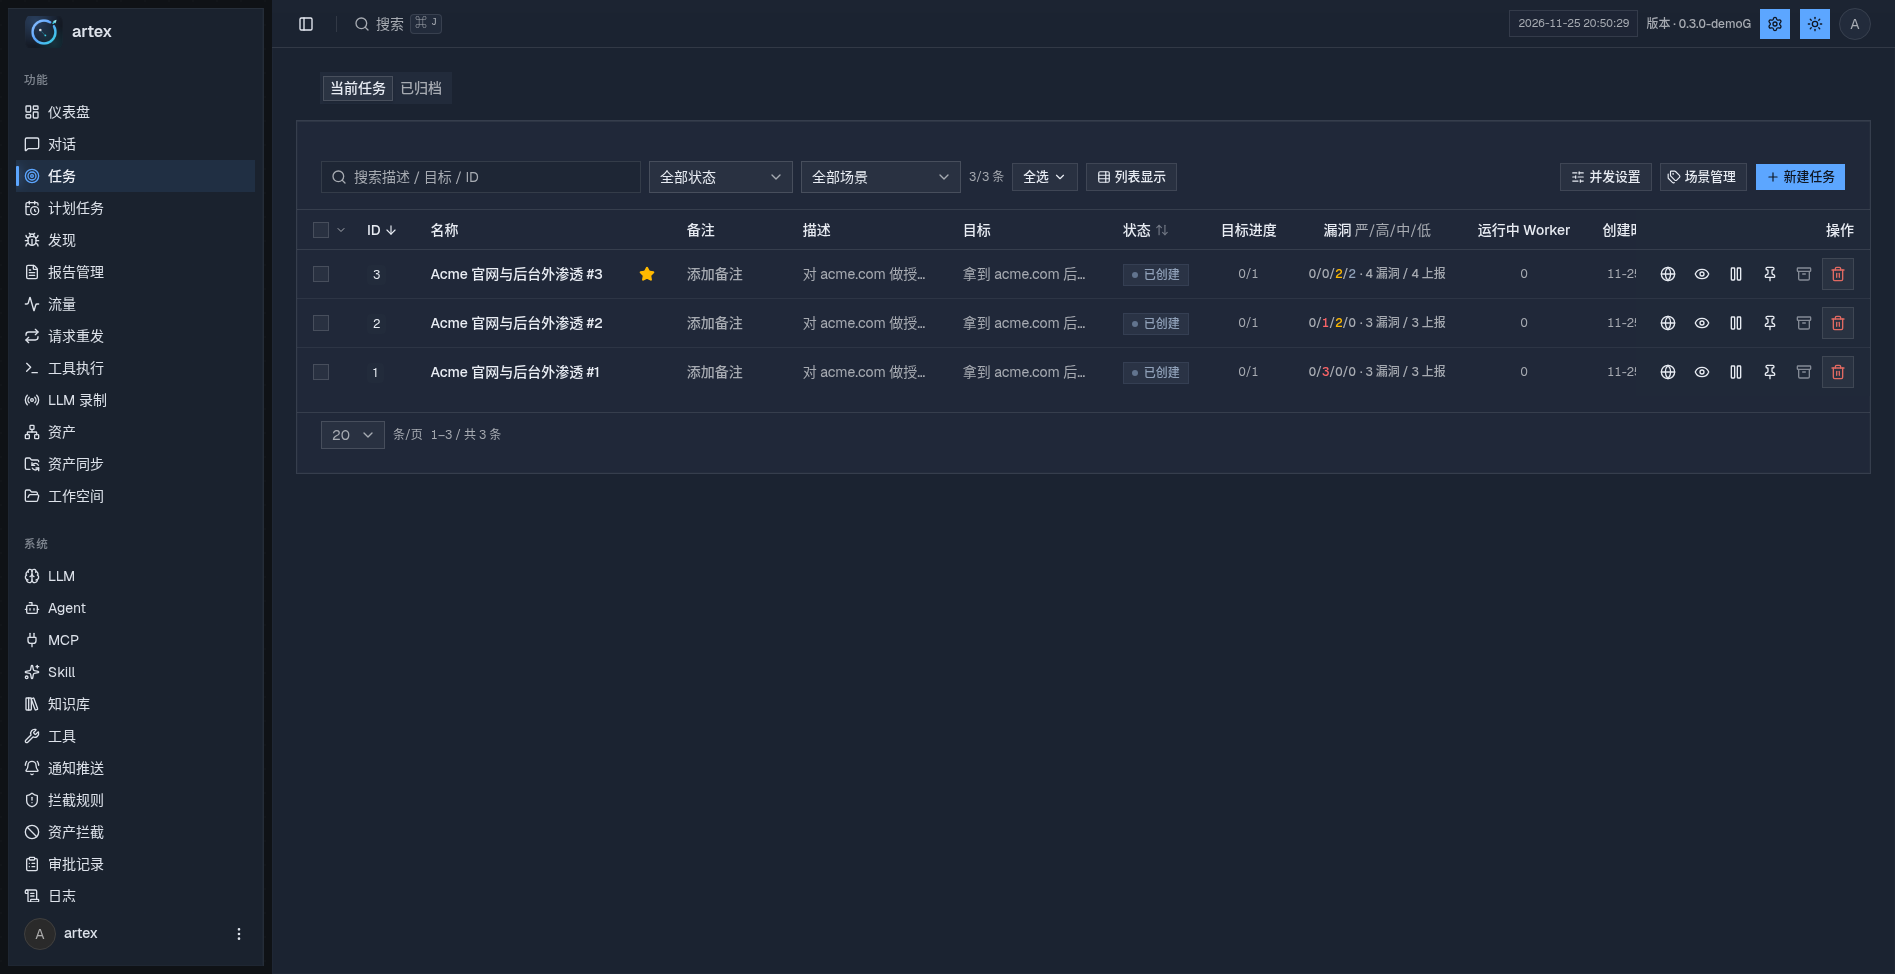 artex
搜索 ⌘ J
2026-11-25 20:50:29 版本 · 0.3.0-demoG
A
功能
仪表盘
对话
任务
计划任务
发现
报告管理
流量
请求重发
工具执行
LLM 录制
资产
资产同步
工作空间
系统
LLM
Agent
MCP
Skill
知识库
工具
通知推送
拦截规则
资产拦截
审批记录
日志
A artex
当前任务 已归档
搜索描述 / 目标 / ID 全部状态 全部场景 3/3 条 全选 列表显示 并发设置 场景管理 + 新建任务
ID 名称 备注 描述 目标 状态 目标进度 漏洞 严/高/中/低 运行中 Worker 创建时 操作
3 Acme 官网与后台外渗透 #3 添加备注 对 acme.com 做授... 拿到 acme.com 后... 已创建 0/1 0/0/2/2 · 4 漏洞 / 4 上报 0 11-25
2 Acme 官网与后台外渗透 #2 添加备注 对 acme.com 做授... 拿到 acme.com 后... 已创建 0/1 0/1/2/0 · 3 漏洞 / 3 上报 0 11-25
1 Acme 官网与后台外渗透 #1 添加备注 对 acme.com 做授... 拿到 acme.com 后... 已创建 0/1 0/3/0/0 · 3 漏洞 / 3 上报 0 11-25
20 条/页 1–3 / 共 3 条